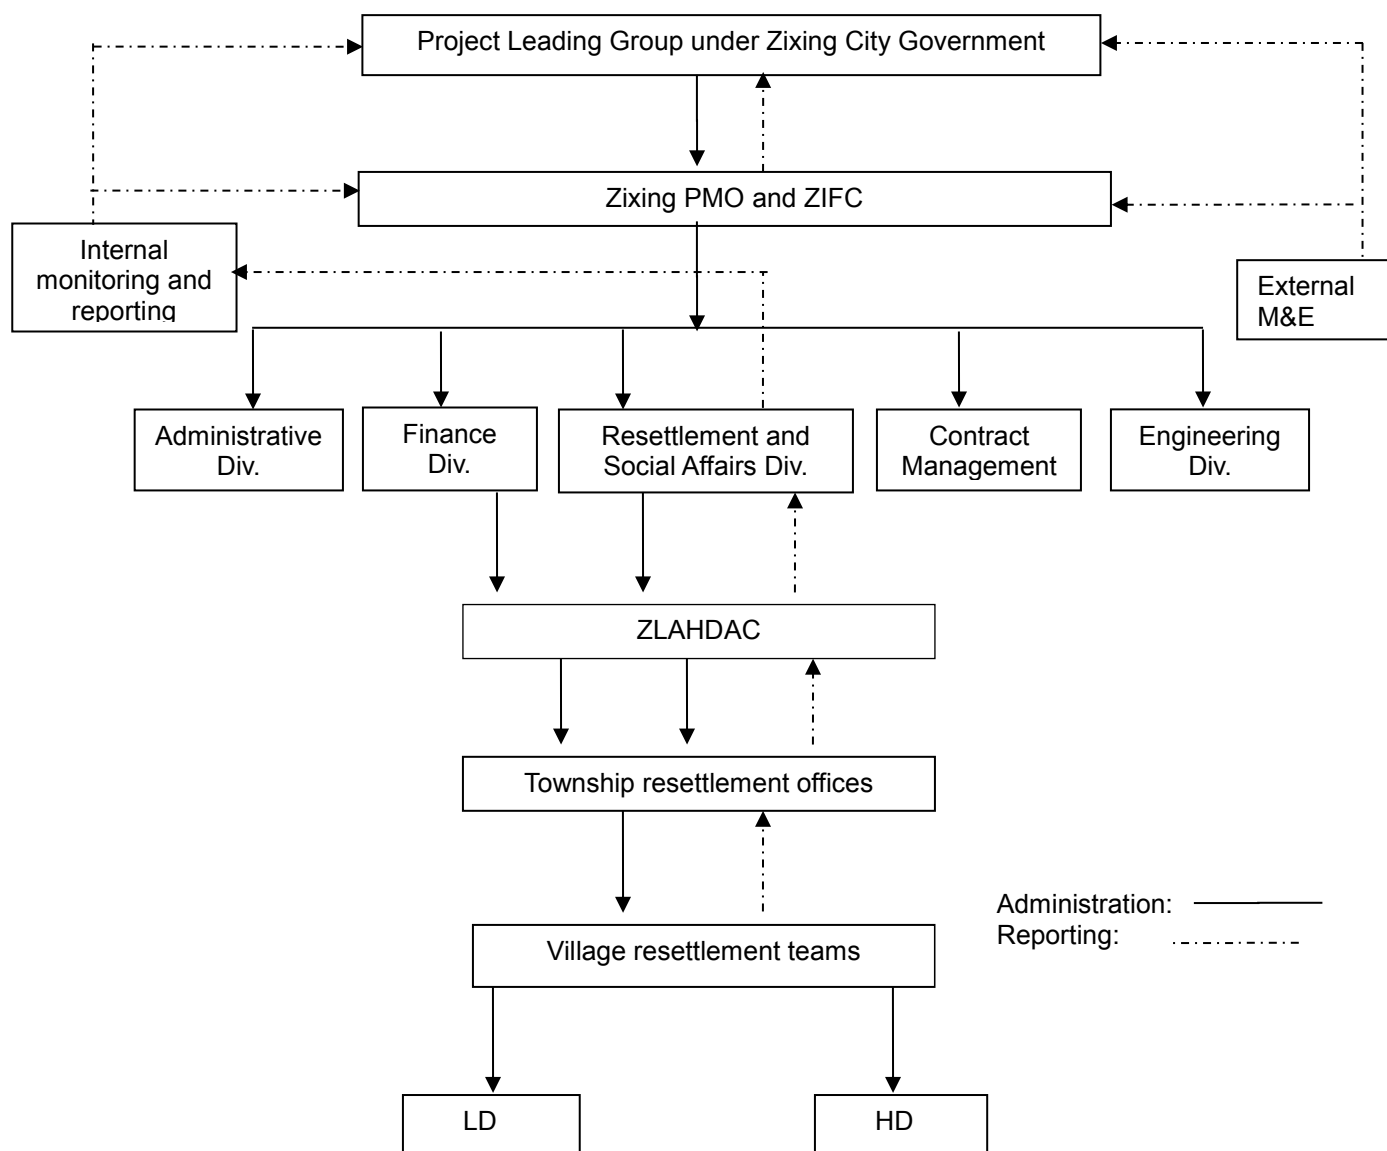 Project Leading Group under Zixing City Government
Zixing PMO and ZIFC
Internal
monitoring and
reporting
External
M&E
Administrative
Div.
Finance
Div.
Resettlement and
Social Affairs Div.
Contract
Management
Engineering
Div.
ZLAHDAC
Township resettlement offices
Village resettlement teams
Administration:
Reporting:
LD
HD